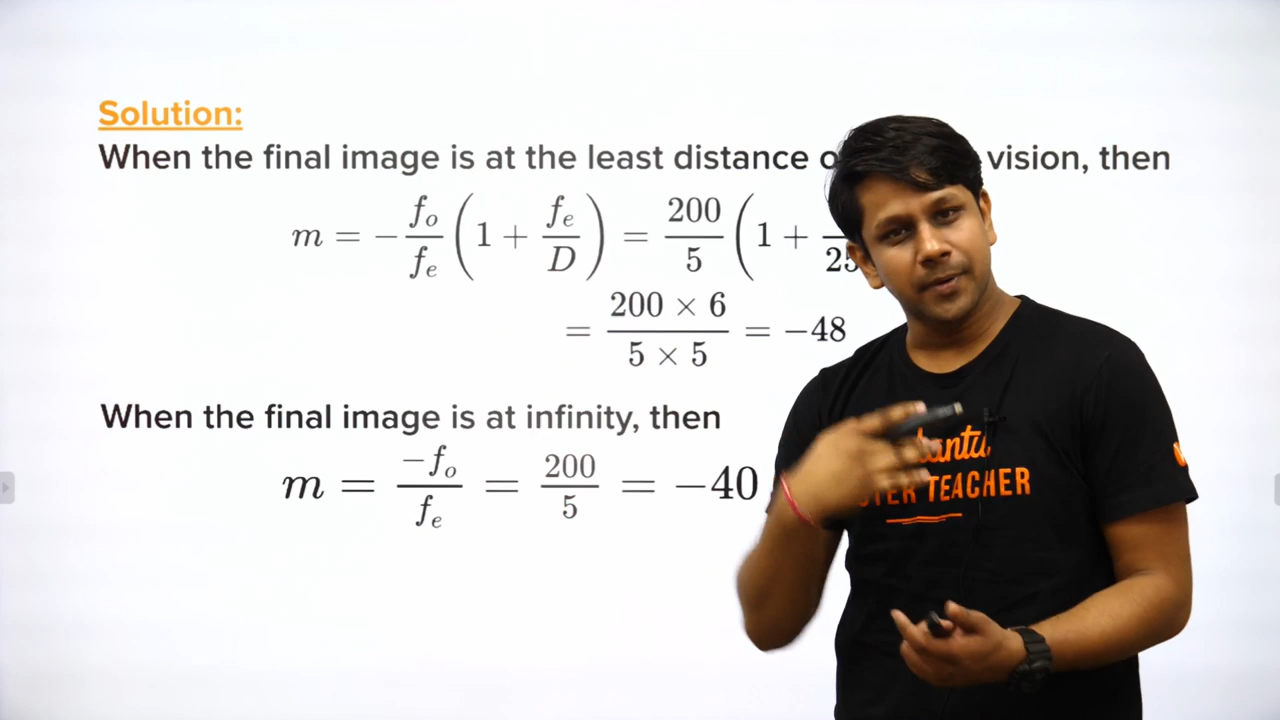 Solution:
When the final image is at the least distance vision, then
m = −f_o/f_e (1 + f_e/D) = 200/5 (1 + /25
= 200 × 6/5 × 5 = −48
When the final image is at infinity, then
m = −f_o/f_e = 200/5 = −40
TEACHER